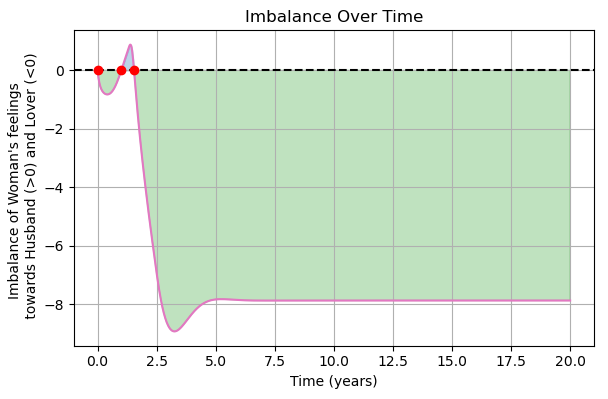 Imbalance Over Time
Imbalance of Woman's feelings
towards Husband (>0) and Lover (<0)
0
−2
−4
−6
−8
0.0 2.5 5.0 7.5 10.0 12.5 15.0 17.5 20.0
Time (years)